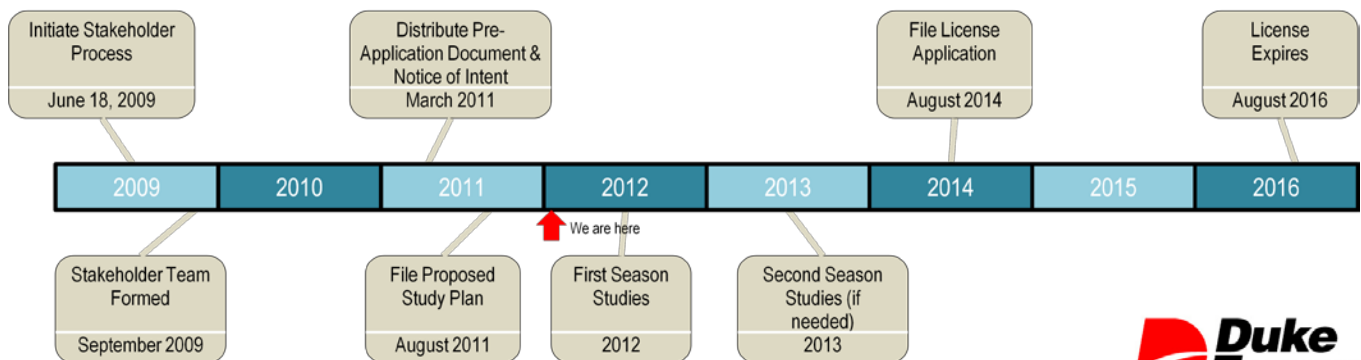 Initiate Stakeholder
Process
June 18, 2009
Distribute Pre-
Application Document &
Notice of Intent
March 2011
File License
Application
August 2014
License
Expires
August 2016
2009 2010 2011 2012 2013 2014 2015 2016
We are here
Stakeholder Team
Formed
September 2009
File Proposed
Study Plan
August 2011
First Season
Studies
2012
Second Season
Studies (if
needed)
2013
Duke